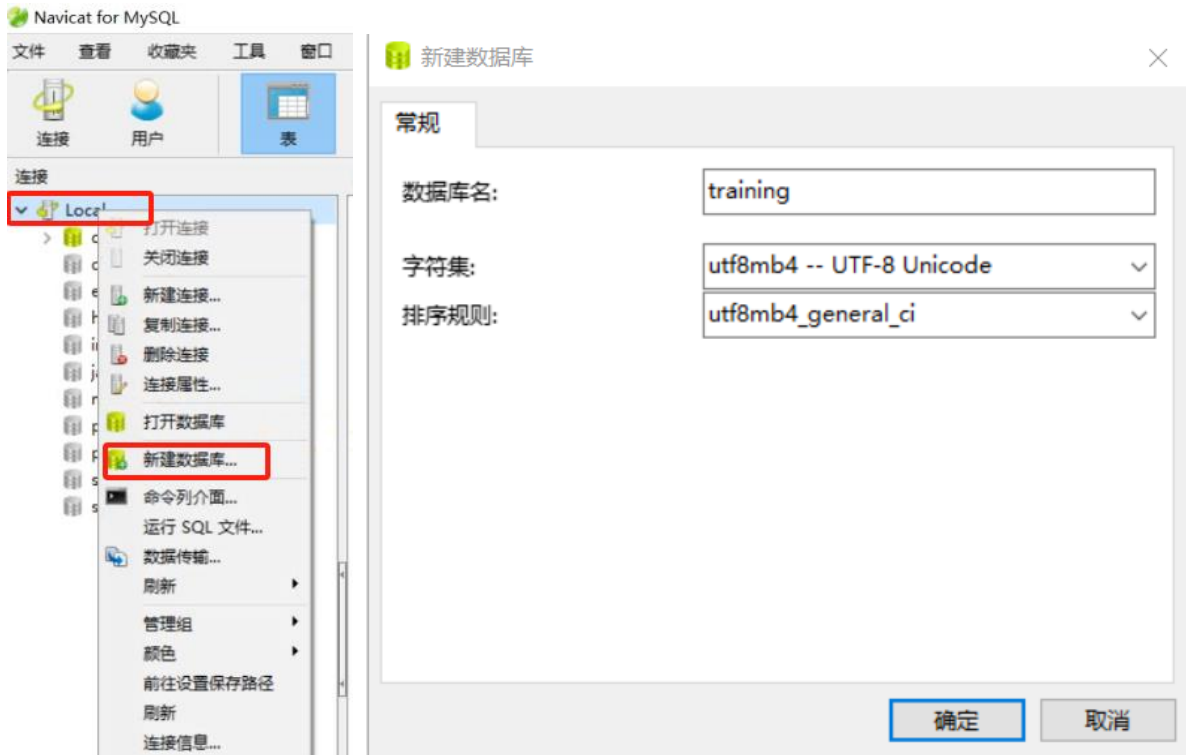 Navicat for MySQL
文件 查看 收藏夹 工具 窗口
连接 用户 表
连接
Local
打开连接
关闭连接
新建连接...
复制连接...
删除连接
连接属性...
打开数据库
新建数据库...
命令列介面...
运行 SQL 文件...
数据传输...
刷新
管理组
颜色
前往设置保存路径
刷新
连接信息...
新建数据库
常规
数据库名: training
字符集: utf8mb4 -- UTF-8 Unicode
排序规则: utf8mb4_general_ci
确定 取消